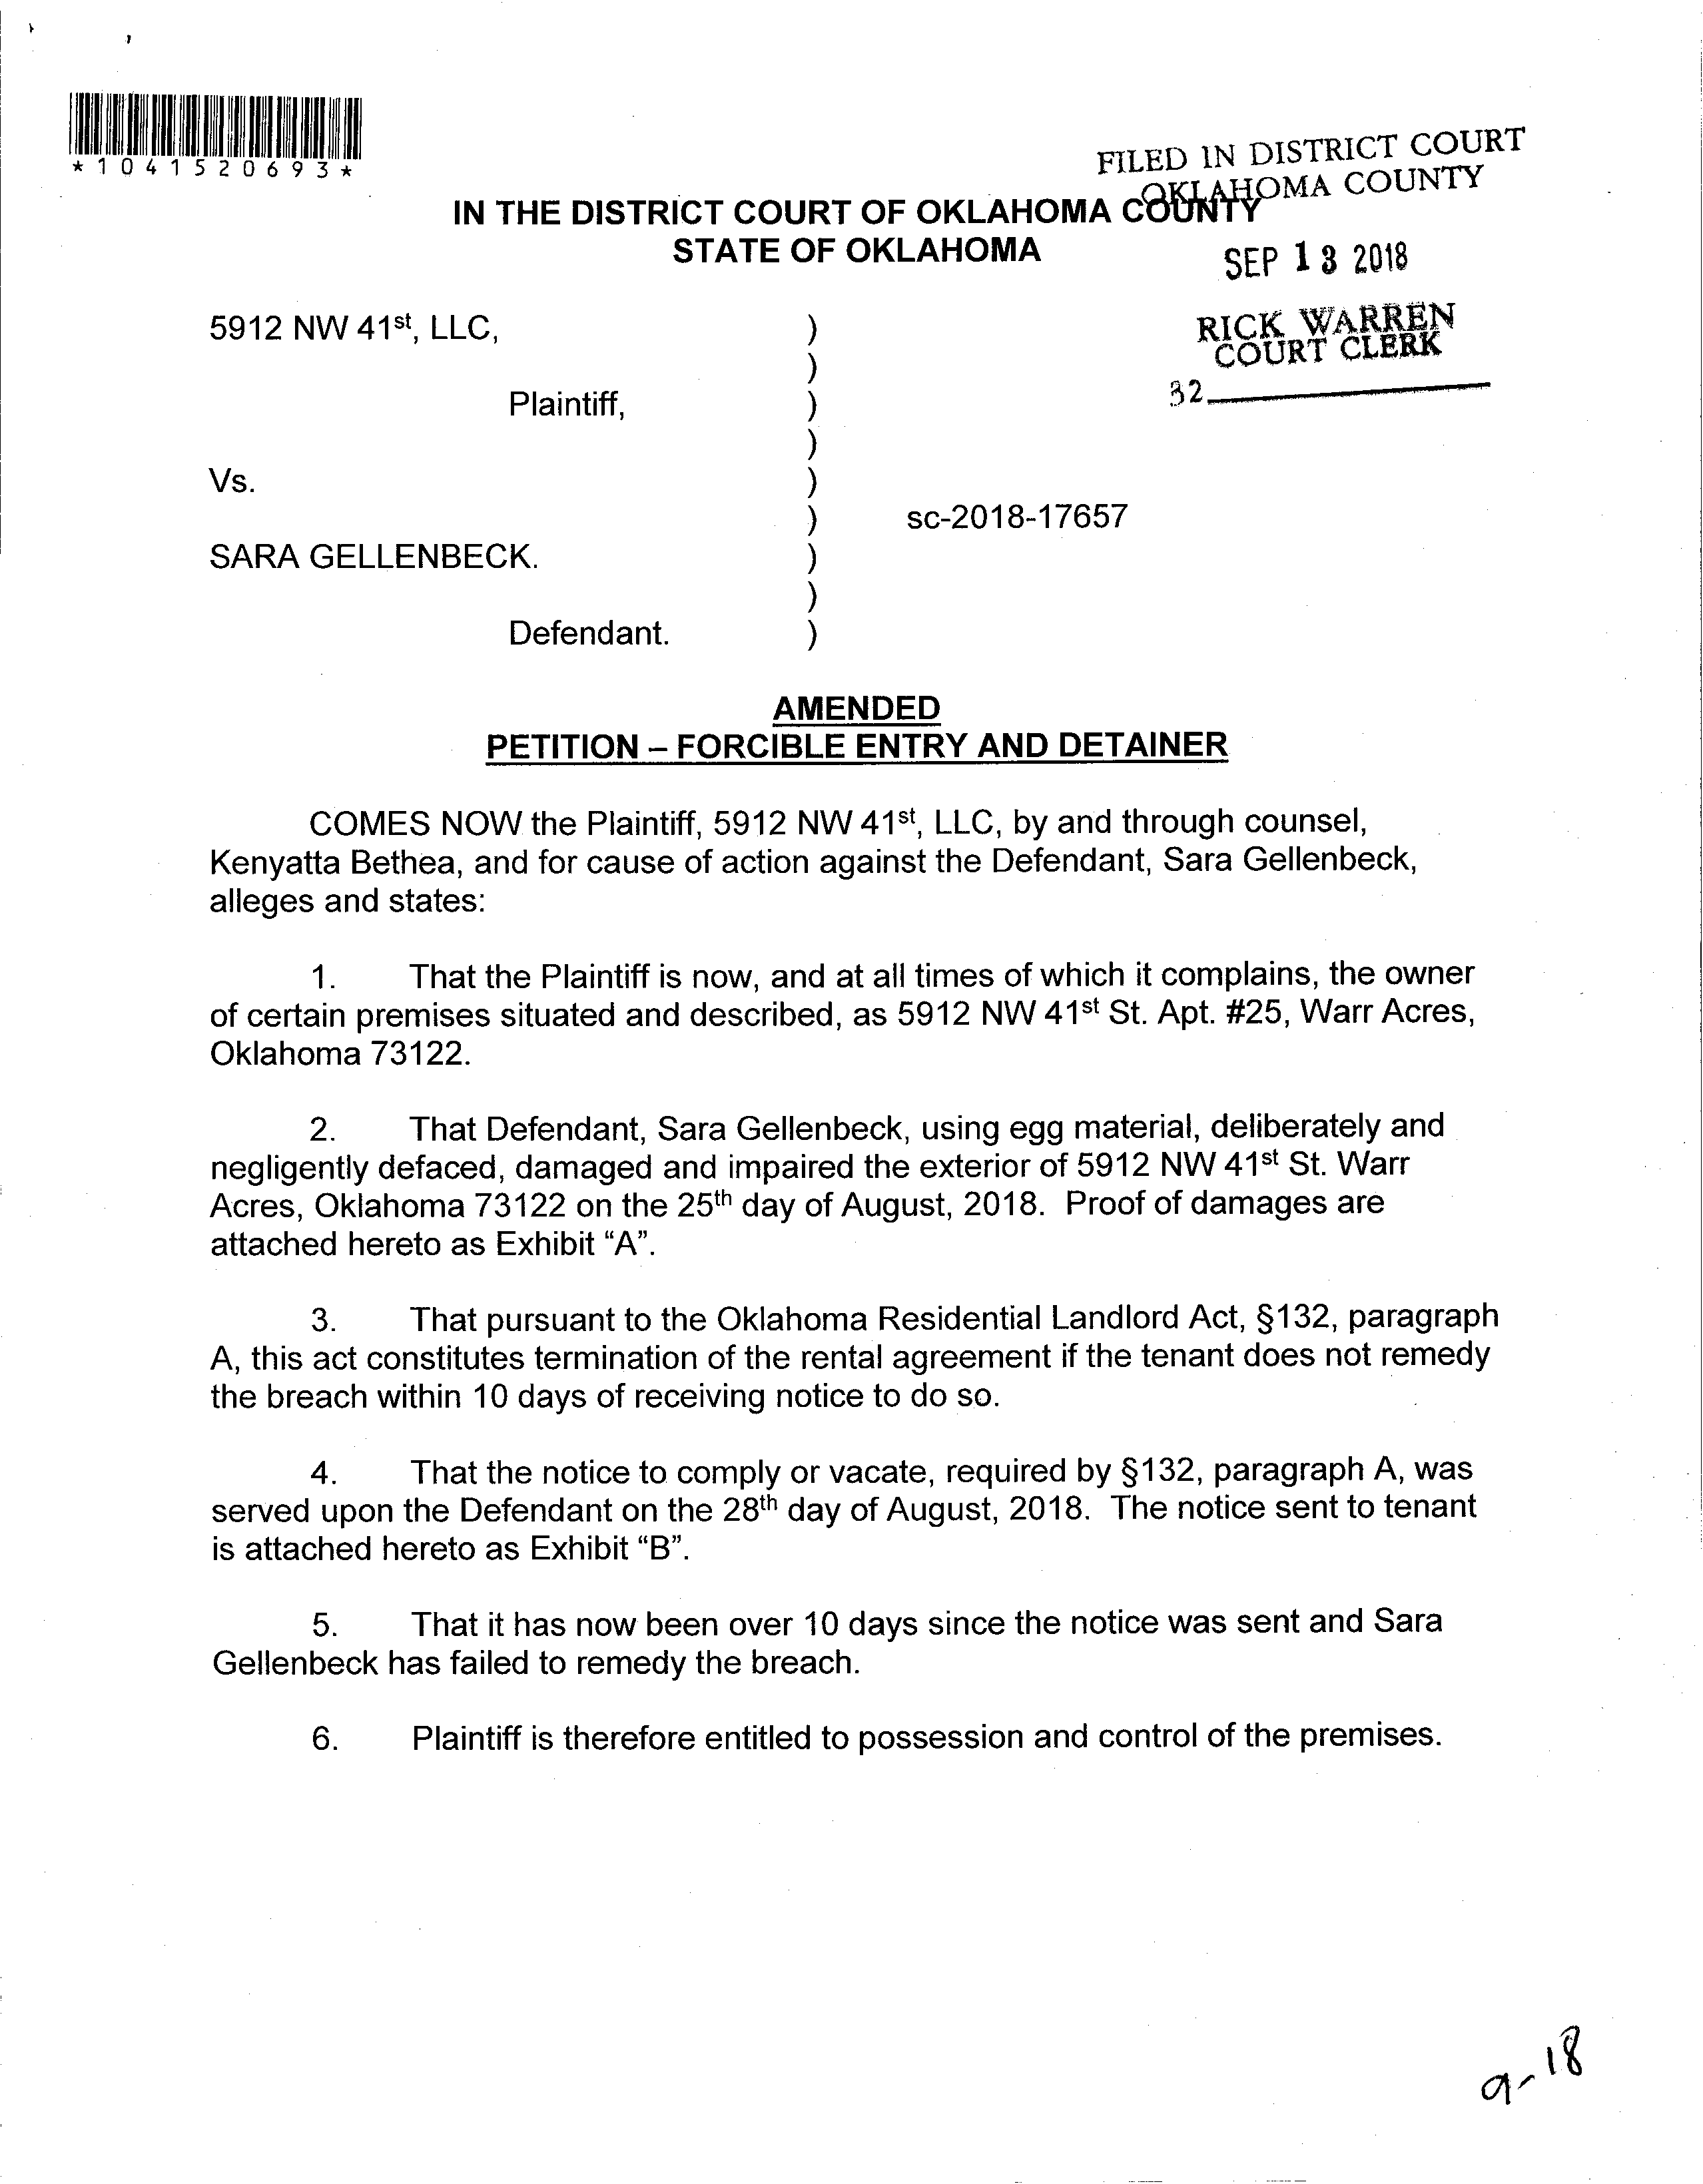 *1041520693*
FILED IN DISTRICT COURT
OKLAHOMA COUNTY
IN THE DISTRICT COURT OF OKLAHOMA COUNTY
STATE OF OKLAHOMA
SEP 13 2018
RICK WARREN
COURT CLERK
32
5912 NW 41st, LLC, )
)
Plaintiff, )
)
Vs. )
) sc-2018-17657
SARA GELLENBECK. )
)
Defendant. )
AMENDED
PETITION – FORCIBLE ENTRY AND DETAINER
COMES NOW the Plaintiff, 5912 NW 41st, LLC, by and through counsel,
Kenyatta Bethea, and for cause of action against the Defendant, Sara Gellenbeck,
alleges and states:
1. That the Plaintiff is now, and at all times of which it complains, the owner
of certain premises situated and described, as 5912 NW 41st St. Apt. #25, Warr Acres,
Oklahoma 73122.
2. That Defendant, Sara Gellenbeck, using egg material, deliberately and
negligently defaced, damaged and impaired the exterior of 5912 NW 41st St. Warr
Acres, Oklahoma 73122 on the 25th day of August, 2018. Proof of damages are
attached hereto as Exhibit “A”.
3. That pursuant to the Oklahoma Residential Landlord Act, §132, paragraph
A, this act constitutes termination of the rental agreement if the tenant does not remedy
the breach within 10 days of receiving notice to do so.
4. That the notice to comply or vacate, required by §132, paragraph A, was
served upon the Defendant on the 28th day of August, 2018. The notice sent to tenant
is attached hereto as Exhibit “B”.
5. That it has now been over 10 days since the notice was sent and Sara
Gellenbeck has failed to remedy the breach.
6. Plaintiff is therefore entitled to possession and control of the premises.
9-18